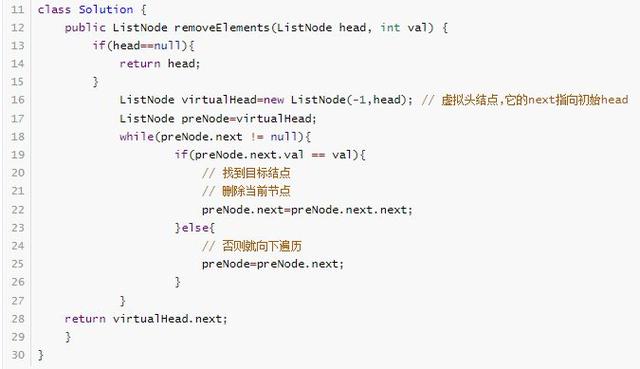 11 class Solution {
12     public ListNode removeElements(ListNode head, int val) {
13         if(head==null){
14             return head;
15         }
16             ListNode virtualHead=new ListNode(-1,head); // 虚拟头结点,它的next指向初始head
17             ListNode preNode=virtualHead;
18             while(preNode.next != null){
19                     if(preNode.next.val == val){
20                         // 找到目标结点
21                         // 删除当前节点
22                         preNode.next=preNode.next.next;
23                     }else{
24                         // 否则就向下遍历
25                         preNode=preNode.next;
26                     }
27             }
28     return virtualHead.next;
29     }
30 }